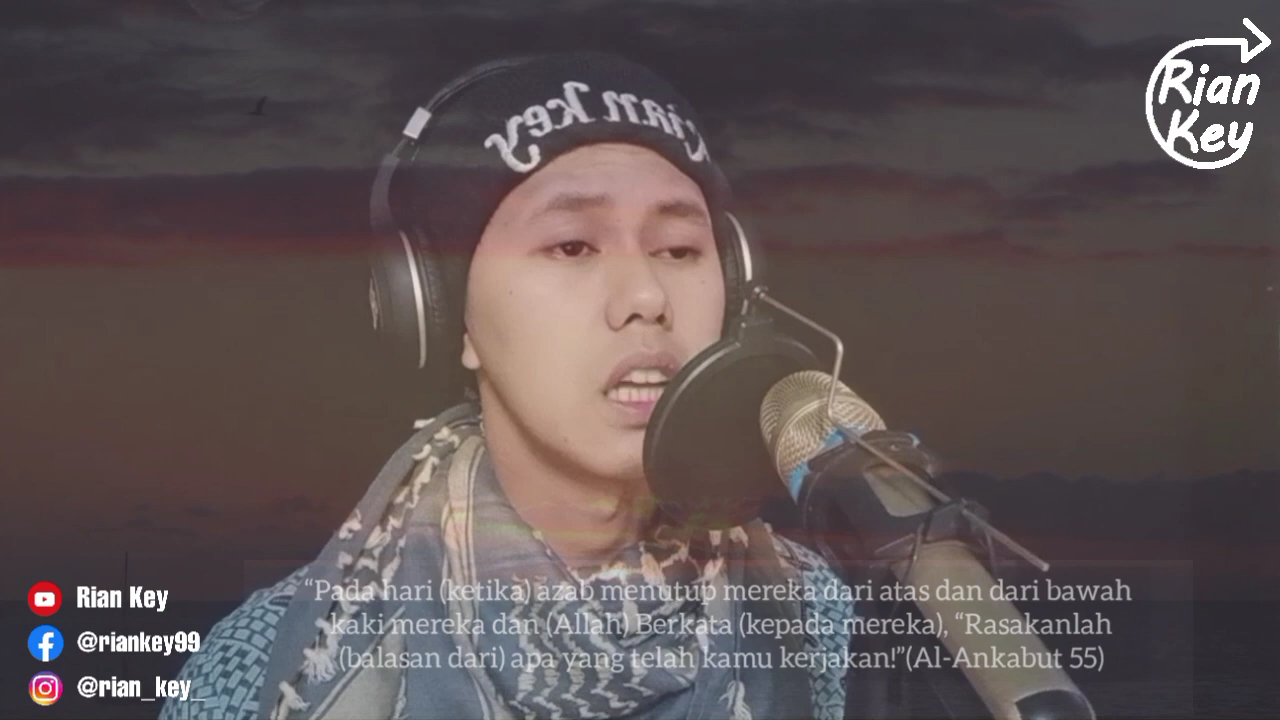 Rian
Key
rian key
“Pada hari (ketika) azab menutup mereka dari atas dan dari bawah
kaki mereka dan (Allah) Berkata (kepada mereka), “Rasakanlah
(balasan dari) apa yang telah kamu kerjakan!”(Al-Ankabut 55)
Rian Key
@riankey99
@rian_key_